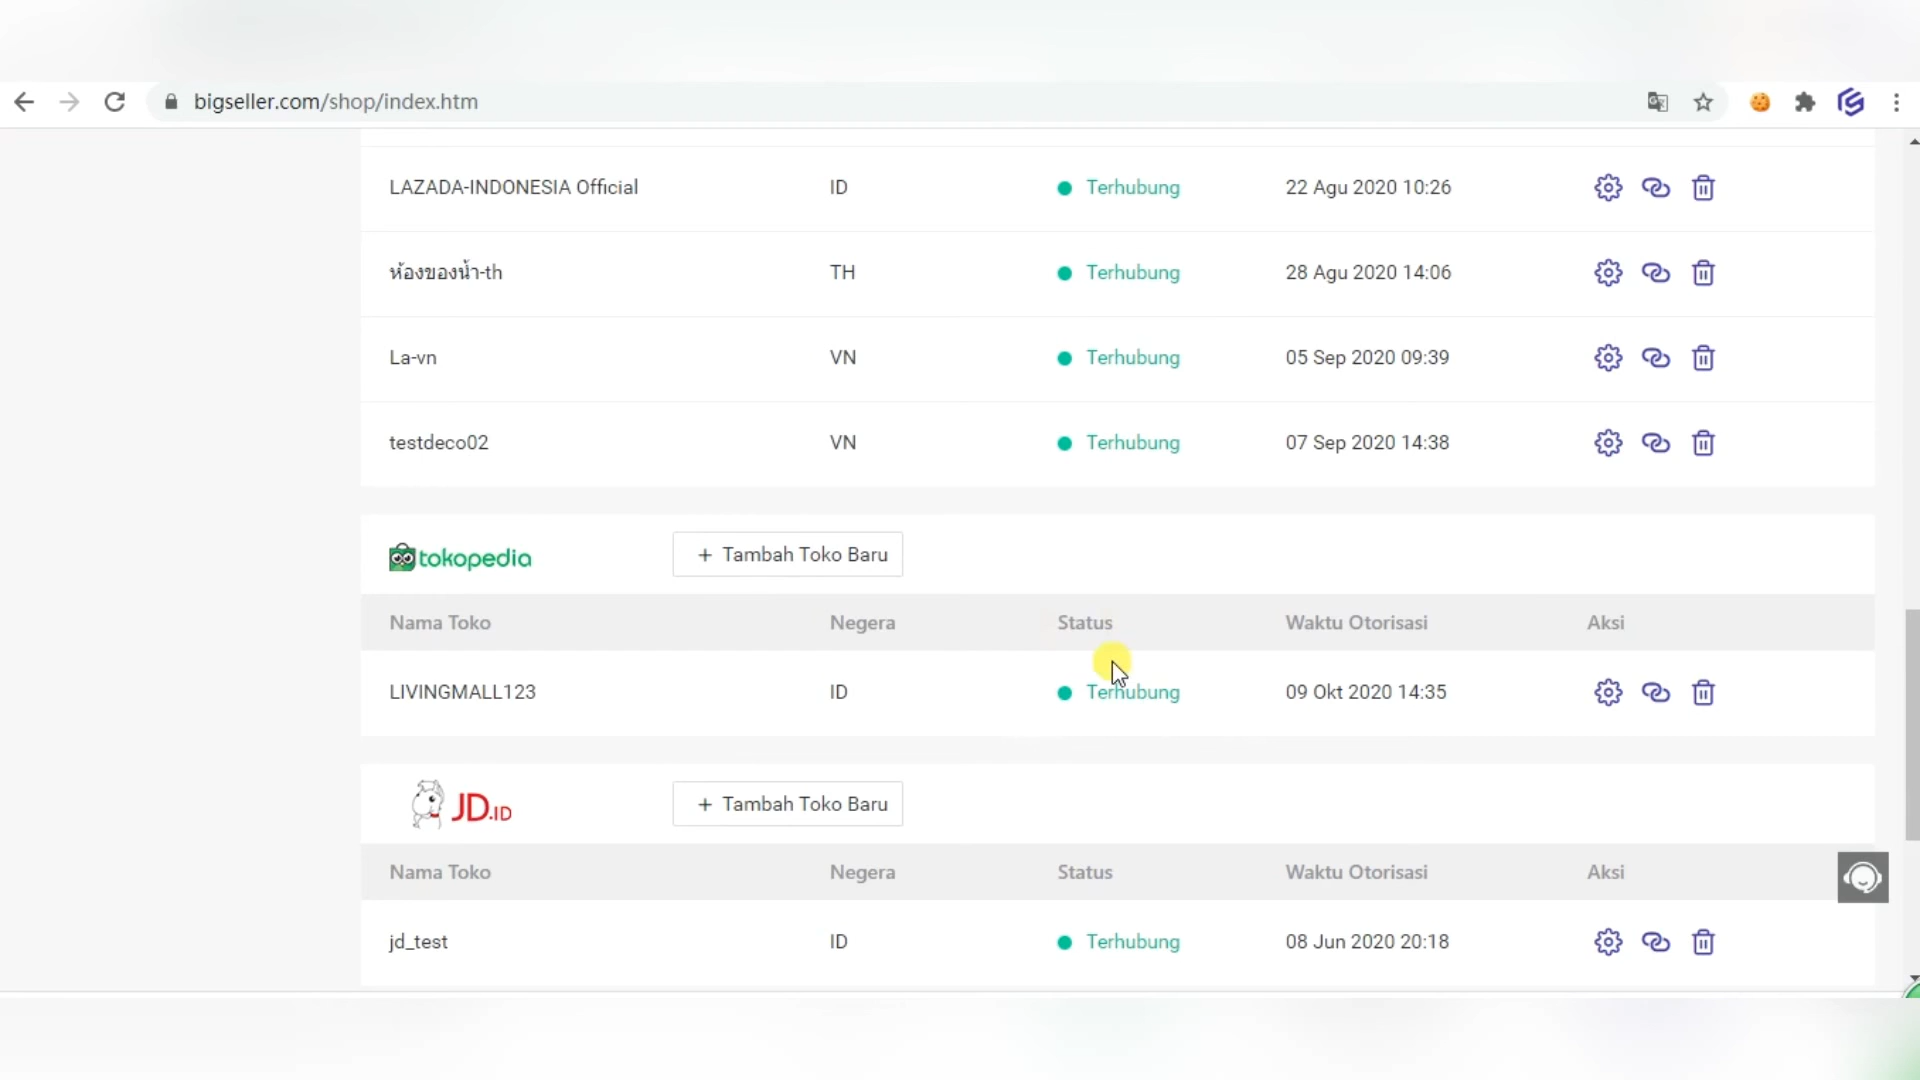 bigseller.com/shop/index.htm
LAZADA-INDONESIA Official ID Terhubung 22 Agu 2020 10:26
ห้องของน้ำ-th TH Terhubung 28 Agu 2020 14:06
La-vn VN Terhubung 05 Sep 2020 09:39
testdeco02 VN Terhubung 07 Sep 2020 14:38
tokopedia + Tambah Toko Baru
Nama Toko Negera Status Waktu Otorisasi Aksi
LIVINGMALL123 ID Terhubung 09 Okt 2020 14:35
JD.ID + Tambah Toko Baru
Nama Toko Negera Status Waktu Otorisasi Aksi
jd_test ID Terhubung 08 Jun 2020 20:18